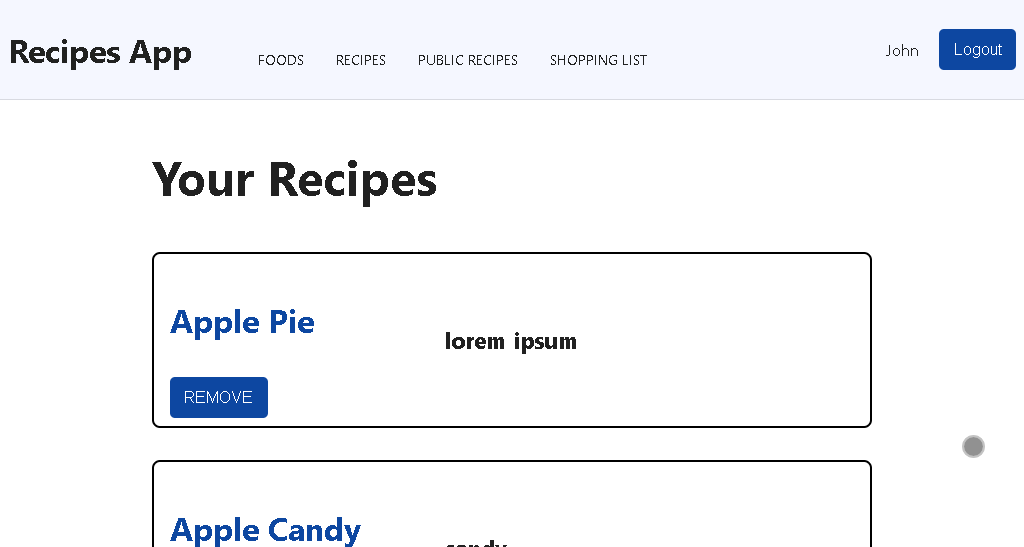 Recipes App FOODS RECIPES PUBLIC RECIPES SHOPPING LIST John Logout
Your Recipes
Apple Pie
lorem ipsum
REMOVE
Apple Candy
candy